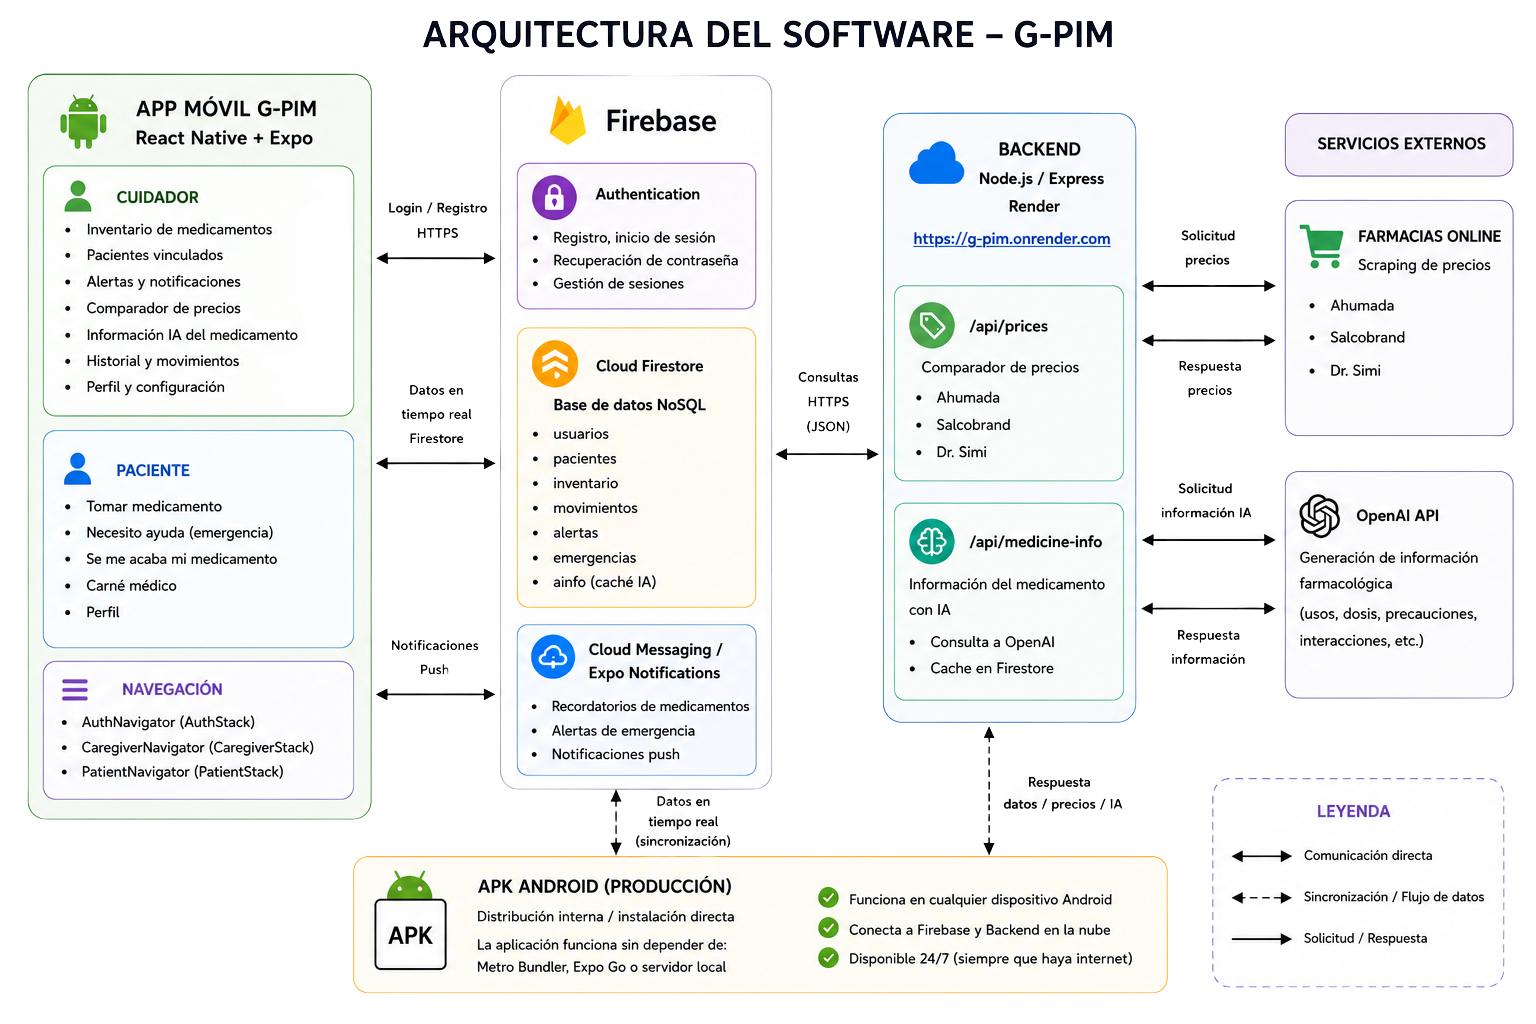 ARQUITECTURA DEL SOFTWARE – G-PIM
APP MÓVIL G-PIM
React Native + Expo
CUIDADOR
• Inventario de medicamentos
• Pacientes vinculados
• Alertas y notificaciones
• Comparador de precios
• Información IA del medicamento
• Historial y movimientos
• Perfil y configuración
PACIENTE
• Tomar medicamento
• Necesito ayuda (emergencia)
• Se me acaba mi medicamento
• Carné médico
• Perfil
NAVEGACIÓN
• AuthNavigator (AuthStack)
• CaregiverNavigator (CaregiverStack)
• PatientNavigator (PatientStack)
Login / Registro
HTTPS
Datos en
tiempo real
Firestore
Notificaciones
Push
Firebase
Authentication
• Registro, inicio de sesión
• Recuperación de contraseña
• Gestión de sesiones
Cloud Firestore
Base de datos NoSQL
• usuarios
• pacientes
• inventario
• movimientos
• alertas
• emergencias
• ainfo (caché IA)
Cloud Messaging /
Expo Notifications
• Recordatorios de medicamentos
• Alertas de emergencia
• Notificaciones push
Consultas
HTTPS
(JSON)
BACKEND
Node.js / Express
Render
https://g-pim.onrender.com
/api/prices
Comparador de precios
• Ahumada
• Salcobrand
• Dr. Simi
/api/medicine-info
Información del medicamento
con IA
• Consulta a OpenAI
• Cache en Firestore
Solicitud
precios
Respuesta
precios
Solicitud
información IA
Respuesta
información
SERVICIOS EXTERNOS
FARMACIAS ONLINE
Scraping de precios
• Ahumada
• Salcobrand
• Dr. Simi
OpenAI API
Generación de información
farmacológica
(usos, dosis, precauciones,
interacciones, etc.)
Datos en
tiempo real
(sincronización)
Respuesta
datos / precios / IA
APK
APK ANDROID (PRODUCCIÓN)
Distribución interna / instalación directa
La aplicación funciona sin depender de:
Metro Bundler, Expo Go o servidor local
Funciona en cualquier dispositivo Android
Conecta a Firebase y Backend en la nube
Disponible 24/7 (siempre que haya internet)
LEYENDA
Comunicación directa
Sincronización / Flujo de datos
Solicitud / Respuesta